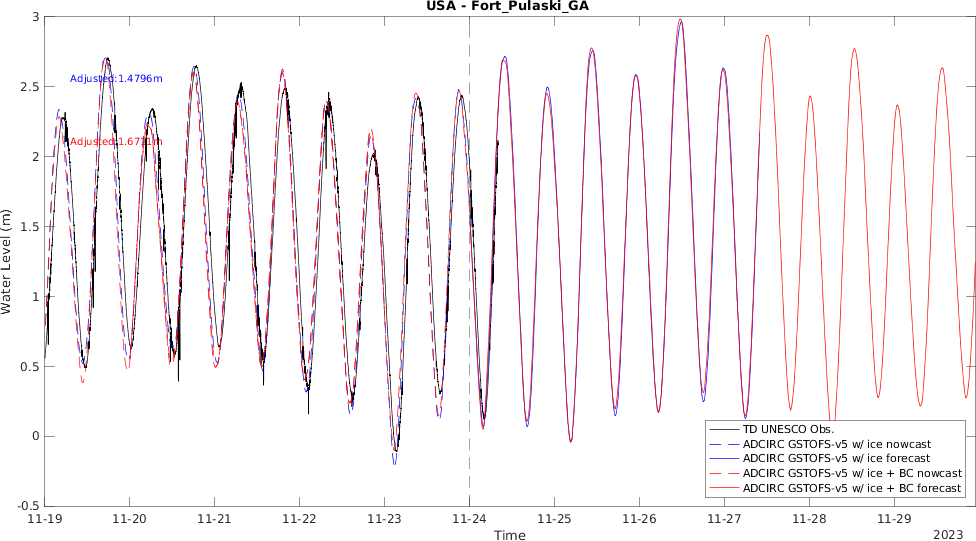 USA - Fort_Pulaski_GA
Adjusted:1.4796m
Water Level (m)
3
2.5
2
1.5
1
0.5
0
-0.5
TD UNESCO Obs.
ADCIRC GSTOFS-v5 w/ ice nowcast
ADCIRC GSTOFS-v5 w/ ice forecast
ADCIRC GSTOFS-v5 w/ ice + BC nowcast
ADCIRC GSTOFS-v5 w/ ice + BC forecast
11-19 11-20 11-21 11-22 11-23 11-24 11-25 11-26 11-27 11-28 11-29
Time
2023